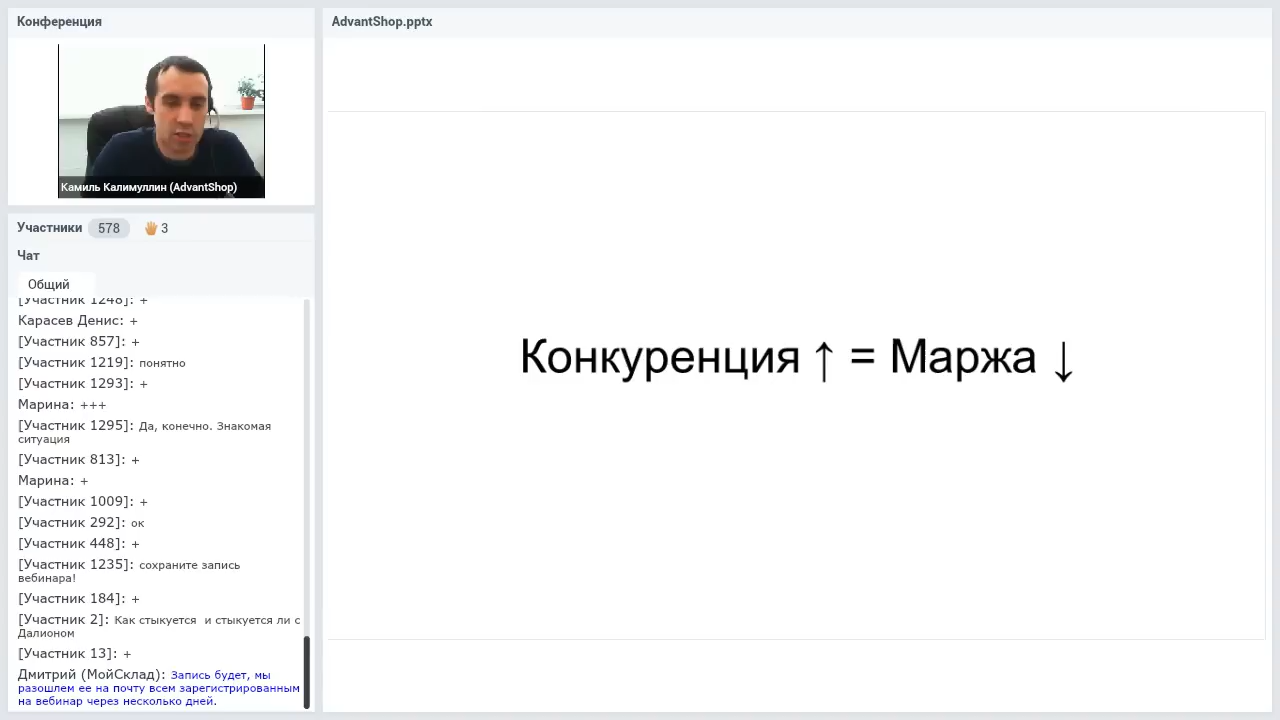 Конференция
Камиль Калимуллин (AdvantShop)
Участники 578 3
Чат
Общий
[Участник 1248]: +
Карасев Денис: +
[Участник 857]: +
[Участник 1219]: понятно
[Участник 1293]: +
Марина: +++
[Участник 1295]: Да, конечно. Знакомая
ситуация
[Участник 813]: +
Марина: +
[Участник 1009]: +
[Участник 292]: ок
[Участник 448]: +
[Участник 1235]: сохраните запись
вебинара!
[Участник 184]: +
[Участник 2]: Как стыкуется  и стыкуется ли с
Далионом
[Участник 13]: +
Дмитрий (МойСклад): Запись будет, мы
разошлем ее на почту всем зарегистрированным
на вебинар через несколько дней.
AdvantShop.pptx
Конкуренция ↑ = Маржа ↓